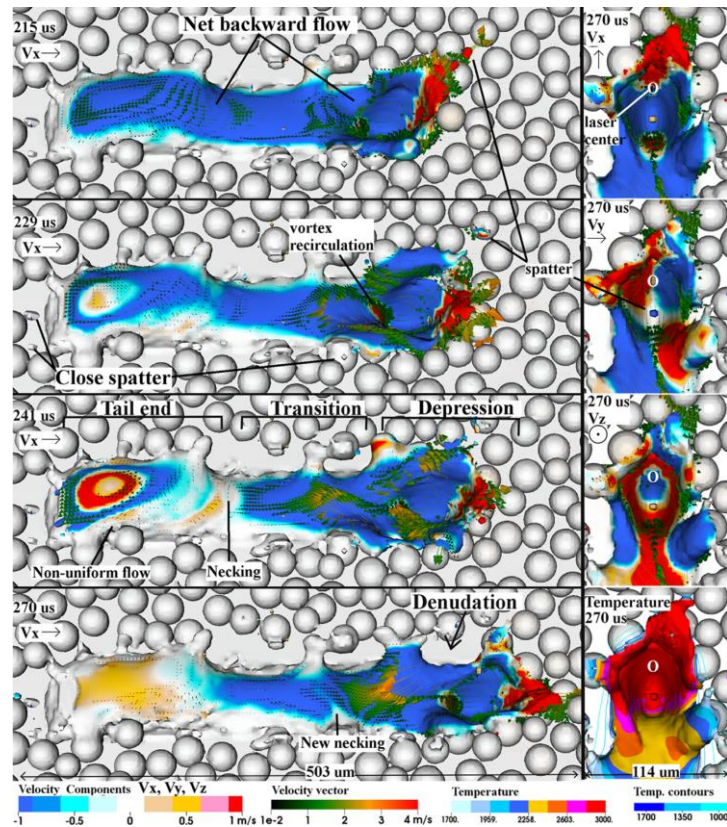 215 us
Vx →
Net backward flow
spatter
270 us
Vx
↑
O
laser
center
229 us
Vx →
vortex
recirculation
Close spatter
270 us
Vy
→
O
241 us
Vx →
Tail end
Transition
Depression
Non-uniform flow
Necking
270 us
Vz
O
270 us
Vx →
Denudation
New necking
503 um
Temperature
270 us
O
114 um
Velocity Components Vx, Vy, Vz
-1 -0.5 0 0.5 1 m/s
Velocity vector
1e-2 1 2 3 4 m/s
Temperature
1700. 1959. 2258. 2603. 3000.
Temp. contours
1700 1350 1000